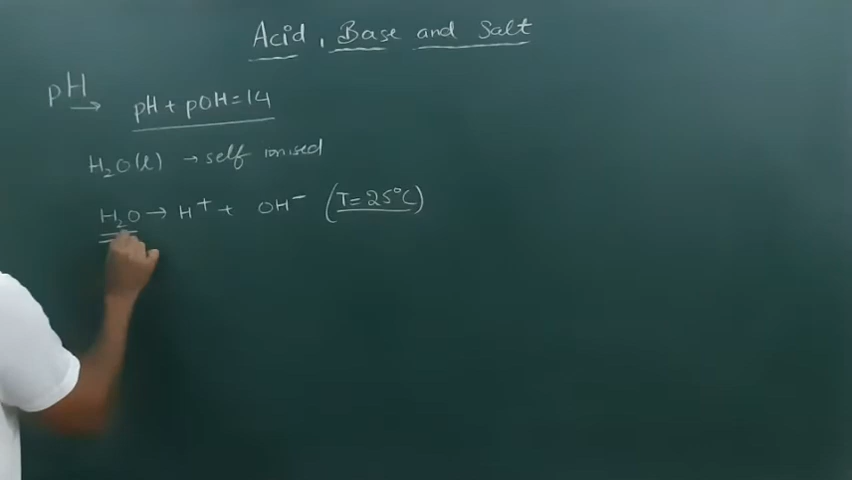 Acid, Base and Salt
pH →
pH + pOH = 14
H₂O(l) → self ionised
H₂O → H⁺ + OH⁻ (T = 25°C)